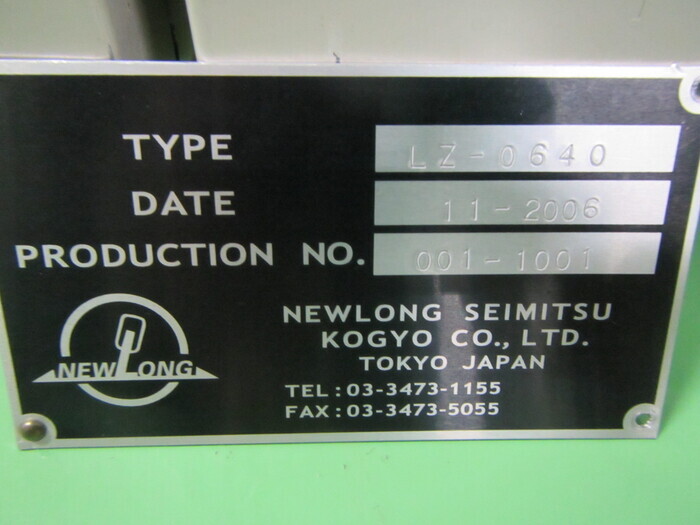 TYPE LZ-0640
DATE 11-2006
PRODUCTION NO. 001-1001
NEWLONG
NEWLONG SEIMITSU
KOGYO CO., LTD.
TOKYO JAPAN
TEL : 03-3473-1155
FAX : 03-3473-5055